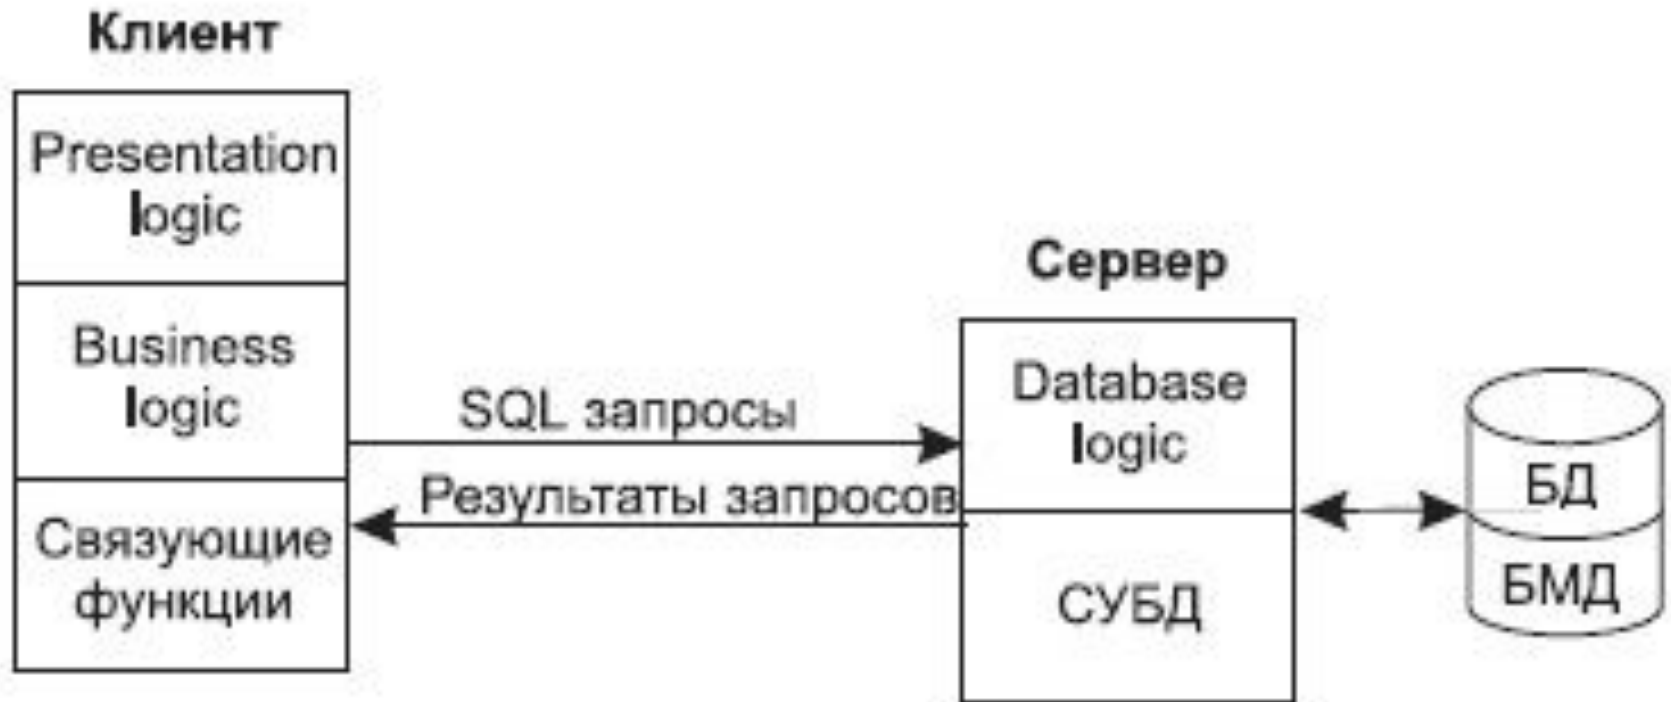 Клиент
Presentation
logic
Business
logic
Связующие
функции
SQL запросы
Результаты запросов
Сервер
Database
logic
СУБД
БД
БМД